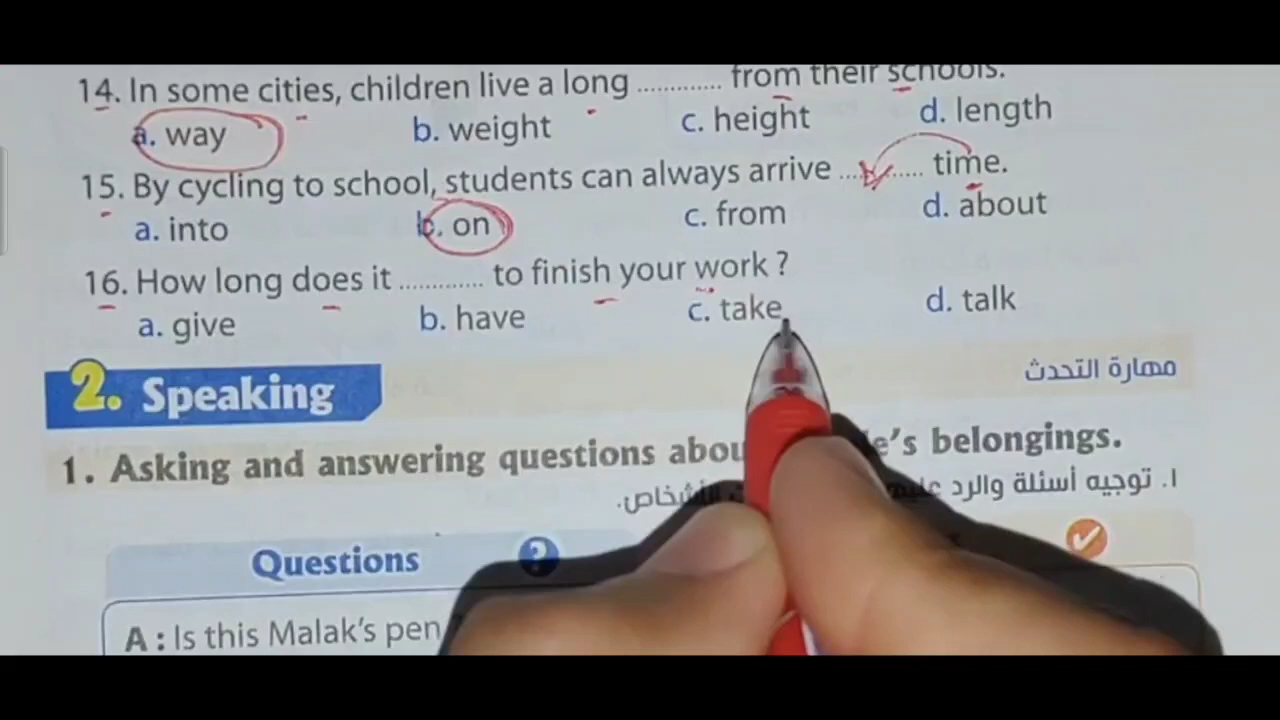 14. In some cities, children live a long ............. from their schools.
a. way b. weight c. height d. length
15. By cycling to school, students can always arrive ............. time.
a. into b. on c. from d. about
16. How long does it ............. to finish your work ?
a. give b. have c. take d. talk
2. Speaking مهارة التحدث
1. Asking and answering questions 's belongings.
١. توجيه أسئلة والرد
Questions ?
A : Is this Malak's pen